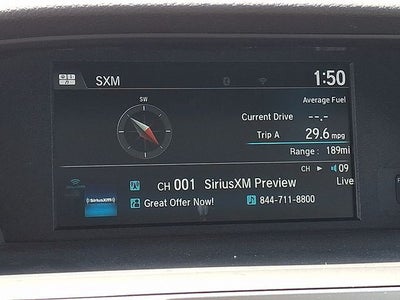 SXM
1:50
SW
Average Fuel
Current Drive --.-
Trip A 29.6 mpg
Range : 189mi
CH ▶ 09
CH 001 SiriusXM Preview Live
SiriusXM
Great Offer Now! 844-711-8800